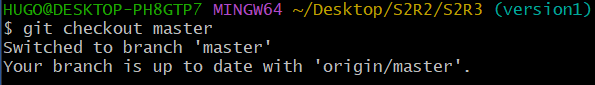 HUGO@DESKTOP-PH8GTP7 MINGW64 ~/Desktop/S2R2/S2R3 (version1)
$ git checkout master
Switched to branch 'master'
Your branch is up to date with 'origin/master'.